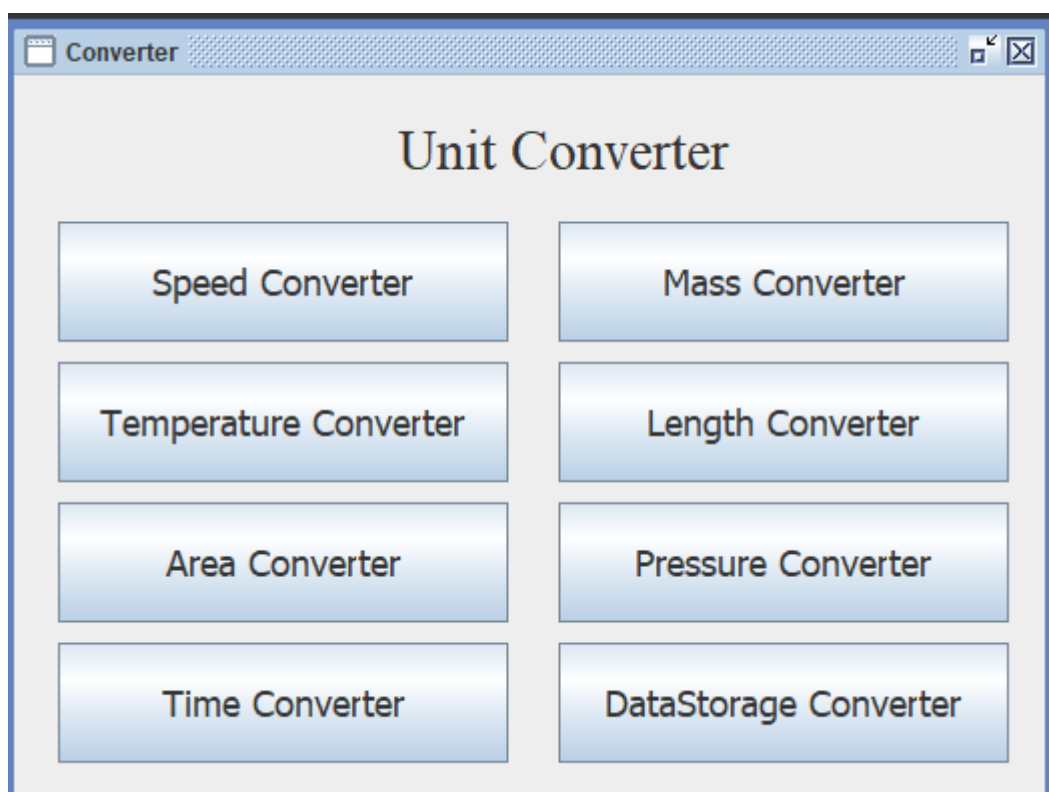 Converter
Unit Converter
Speed Converter
Mass Converter
Temperature Converter
Length Converter
Area Converter
Pressure Converter
Time Converter
DataStorage Converter